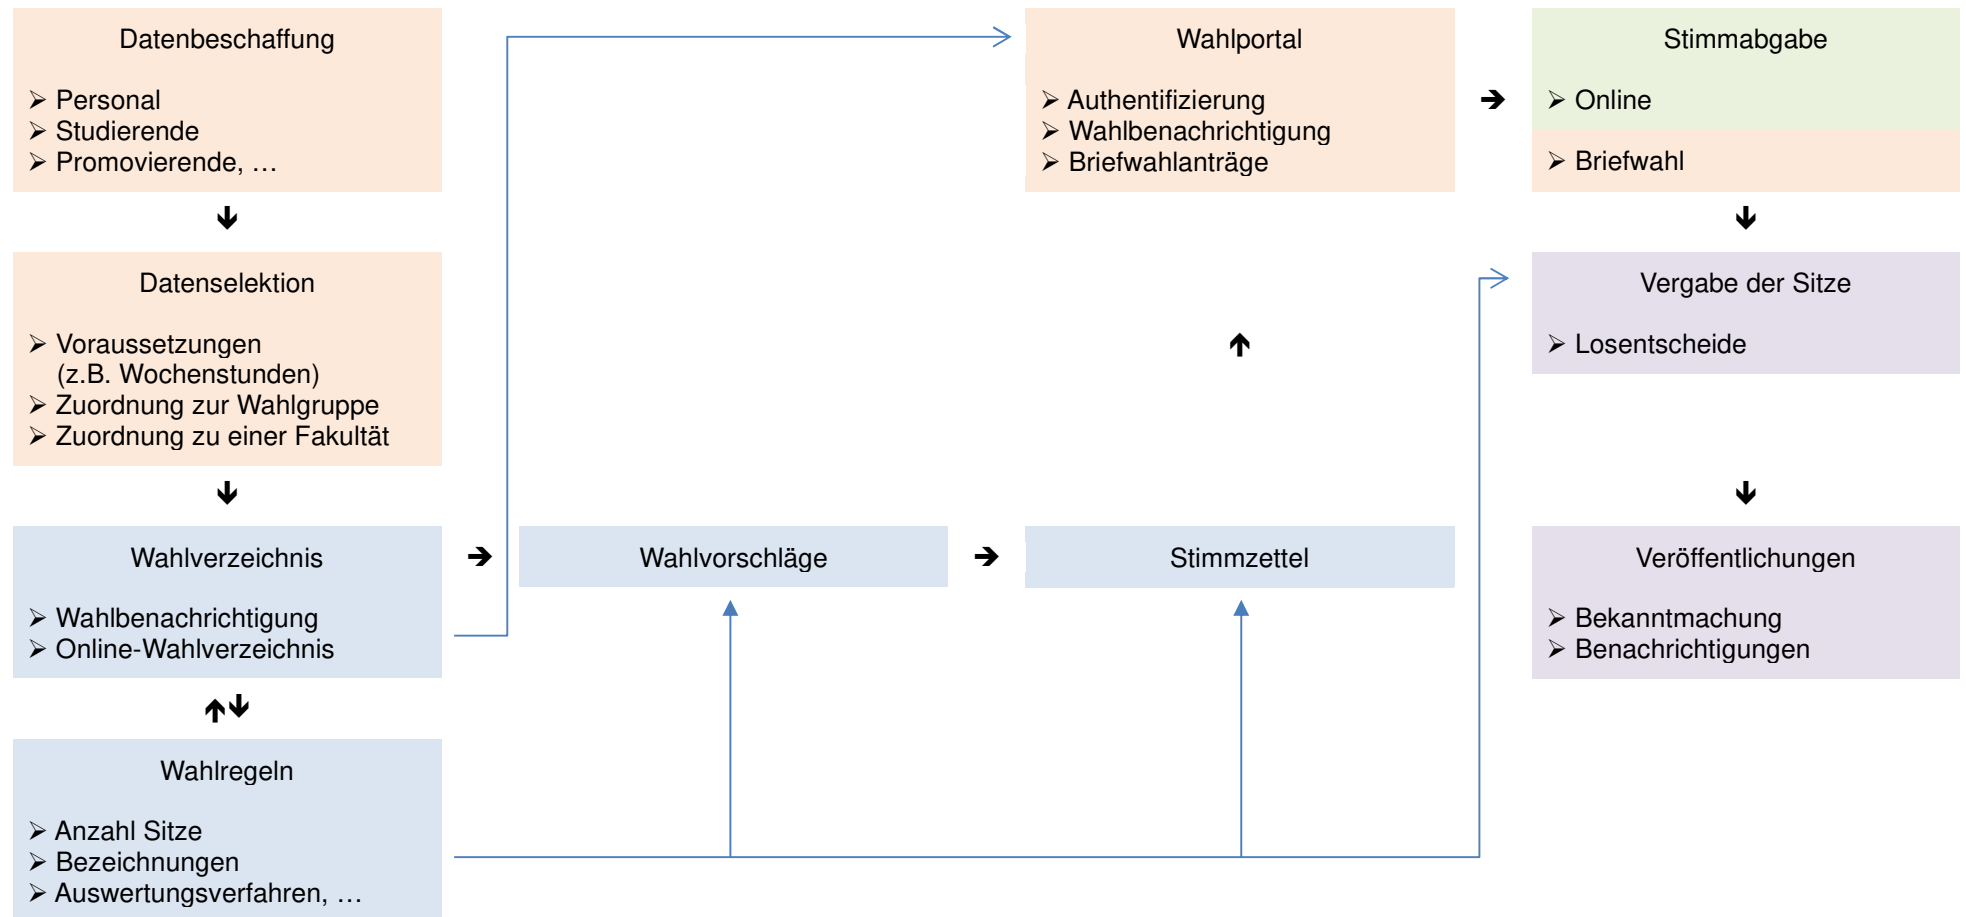 Datenbeschaffung
➢ Personal
➢ Studierende
➢ Promovierende, …
Datenselektion
➢ Voraussetzungen
(z.B. Wochenstunden)
➢ Zuordnung zur Wahlgruppe
➢ Zuordnung zu einer Fakultät
Wahlverzeichnis
➢ Wahlbenachrichtigung
➢ Online-Wahlverzeichnis
Wahlregeln
➢ Anzahl Sitze
➢ Bezeichnungen
➢ Auswertungsverfahren, …
Wahlvorschläge
Stimmzettel
Wahlportal
➢ Authentifizierung
➢ Wahlbenachrichtigung
➢ Briefwahlanträge
Stimmabgabe
➢ Online
➢ Briefwahl
Vergabe der Sitze
➢ Losentscheide
Veröffentlichungen
➢ Bekanntmachung
➢ Benachrichtigungen